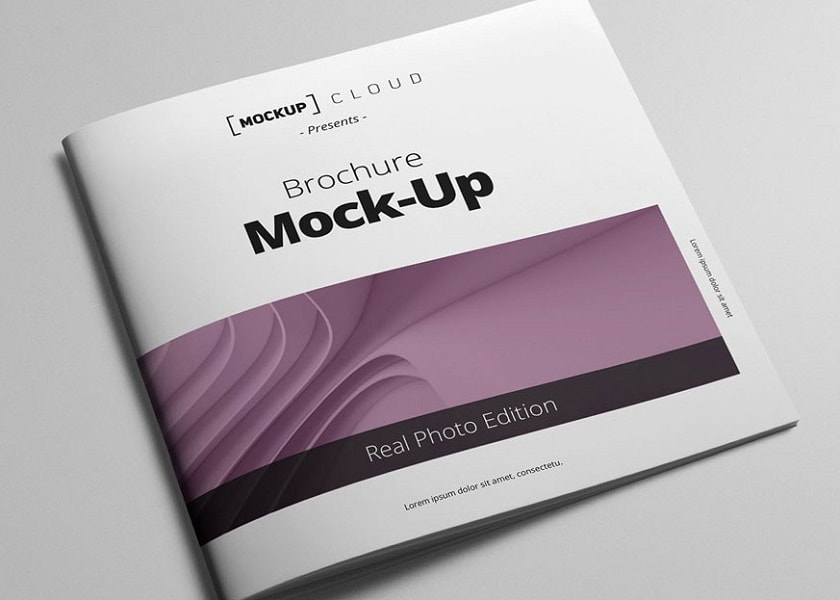 [MOCKUP] CLOUD
- Presents -
Brochure
Mock-Up
Lorem ipsum dolor sit amet
Real Photo Edition
Lorem ipsum dolor sit amet, consectetu.